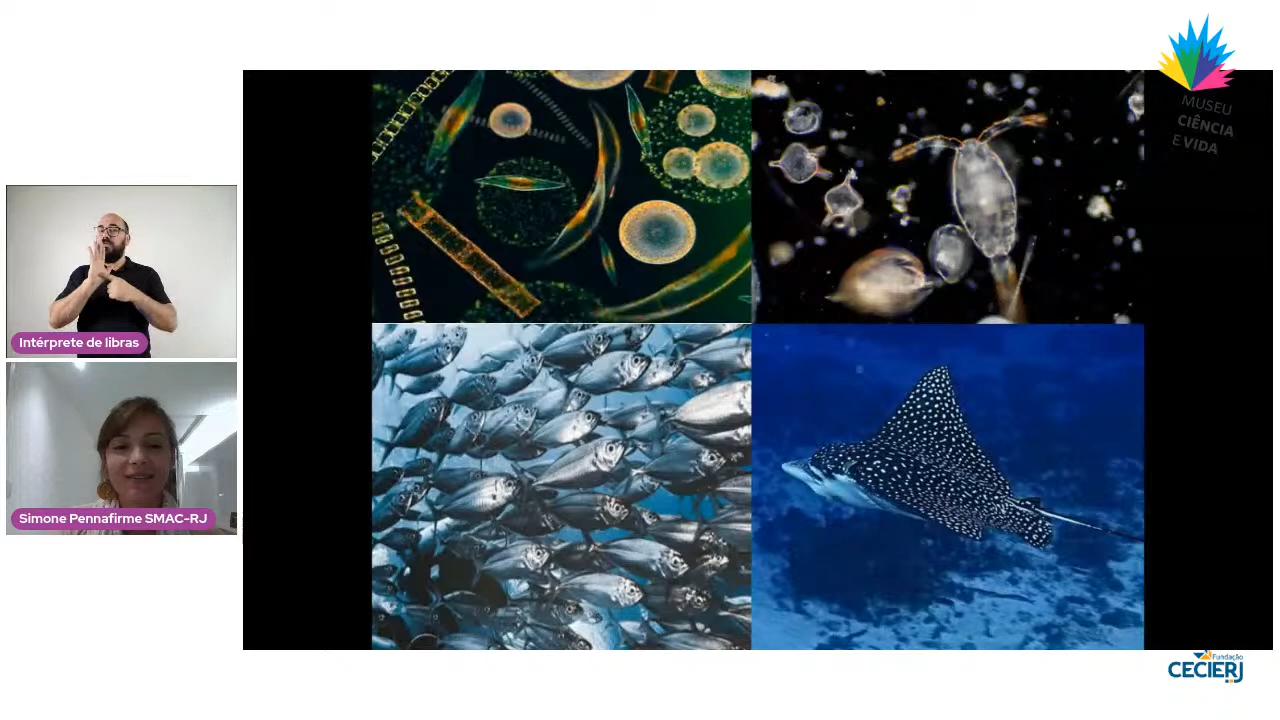 MUSEU
CIÊNCIA
E VIDA
Intérprete de libras
Simone Pennafirme SMAC-RJ
Fundação
CECIERJ